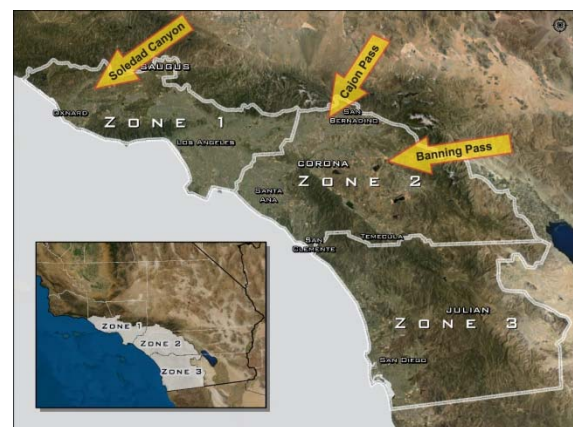 Soledad Canyon
SAUGUS
Cajon Pass
OXNARD
ZONE 1
SAN
BERNADINO
LOS ANGELES
Banning Pass
CORONA
ZONE 2
SANTA
ANA
SAN
CLEMENTE
TEMECULA
JULIAN
ZONE 3
SAN DIEGO
ZONE 1
ZONE 2
ZONE 3